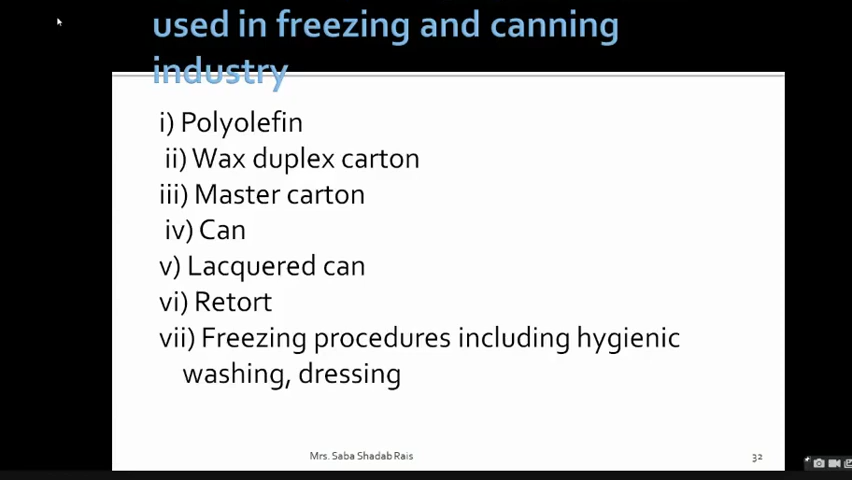 used in freezing and canning
industry
i) Polyolefin
ii) Wax duplex carton
iii) Master carton
iv) Can
v) Lacquered can
vi) Retort
vii) Freezing procedures including hygienic
washing, dressing
Mrs. Saba Shadab Rais
32